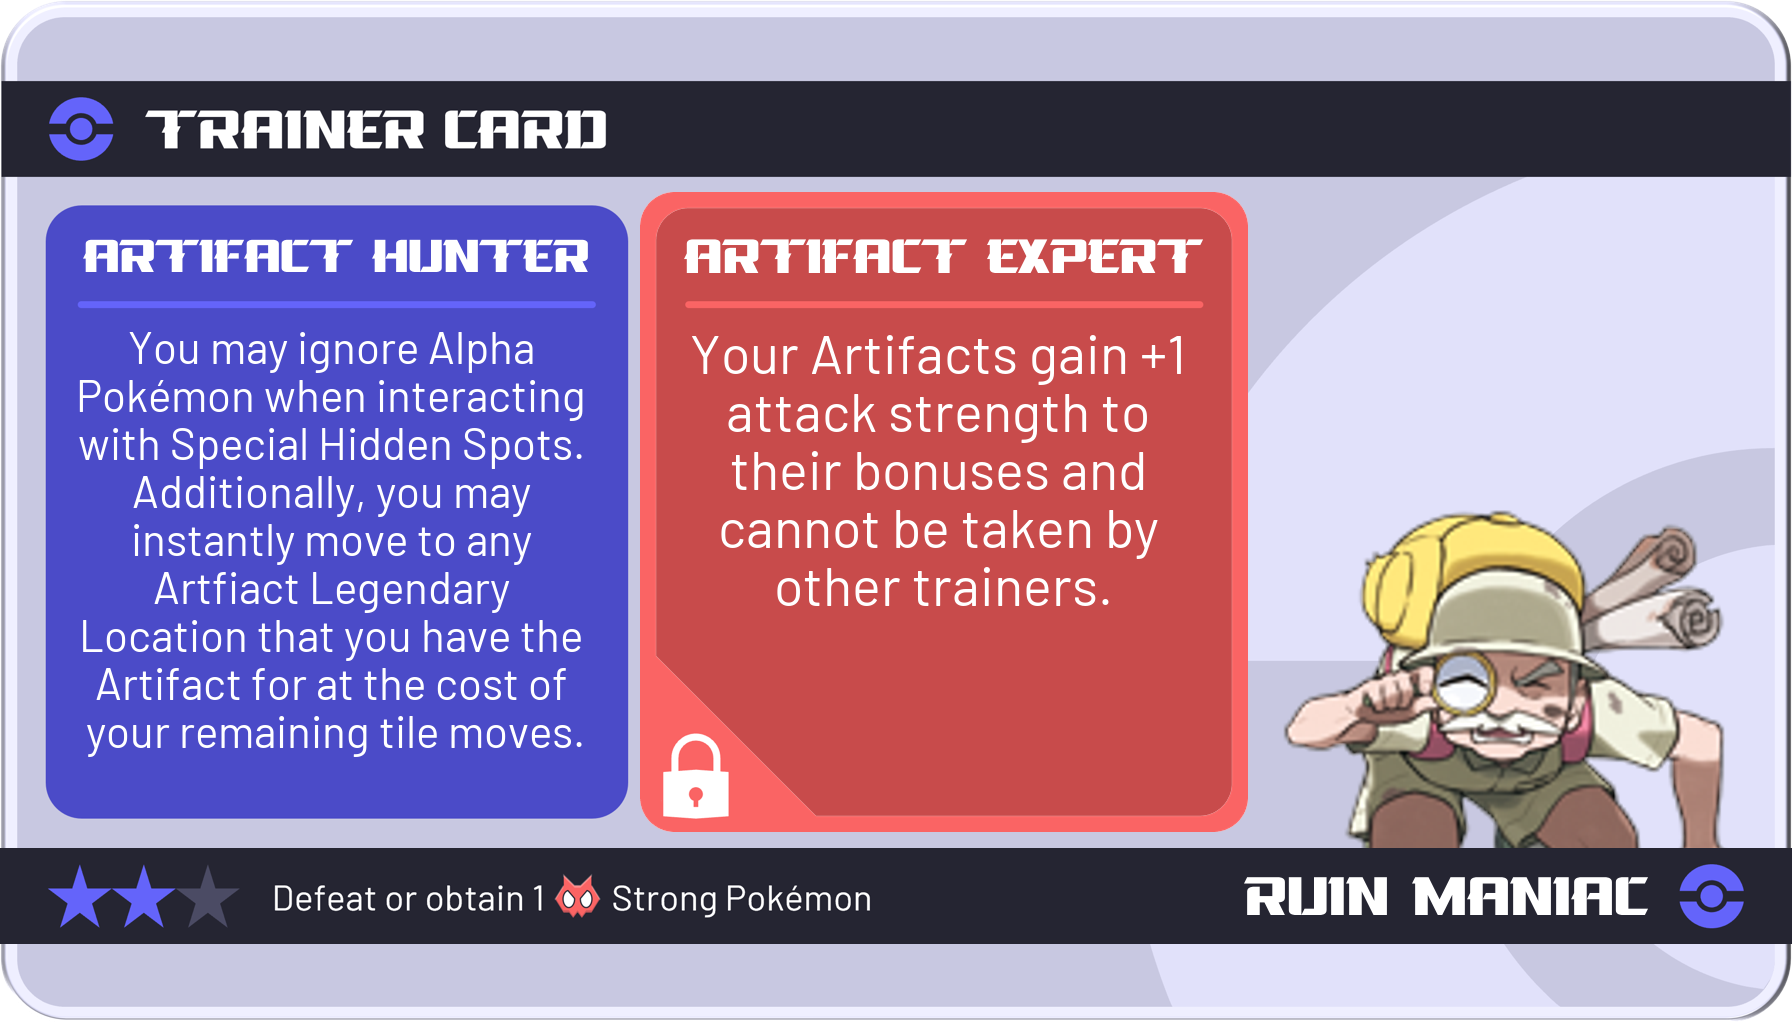 TRAINER CARD
ARTIFACT HUNTER
You may ignore Alpha
Pokémon when interacting
with Special Hidden Spots.
Additionally, you may
instantly move to any
Artfiact Legendary
Location that you have the
Artifact for at the cost of
your remaining tile moves.
ARTIFACT EXPERT
Your Artifacts gain +1
attack strength to
their bonuses and
cannot be taken by
other trainers.
Defeat or obtain 1 Strong Pokémon
RUIN MANIAC